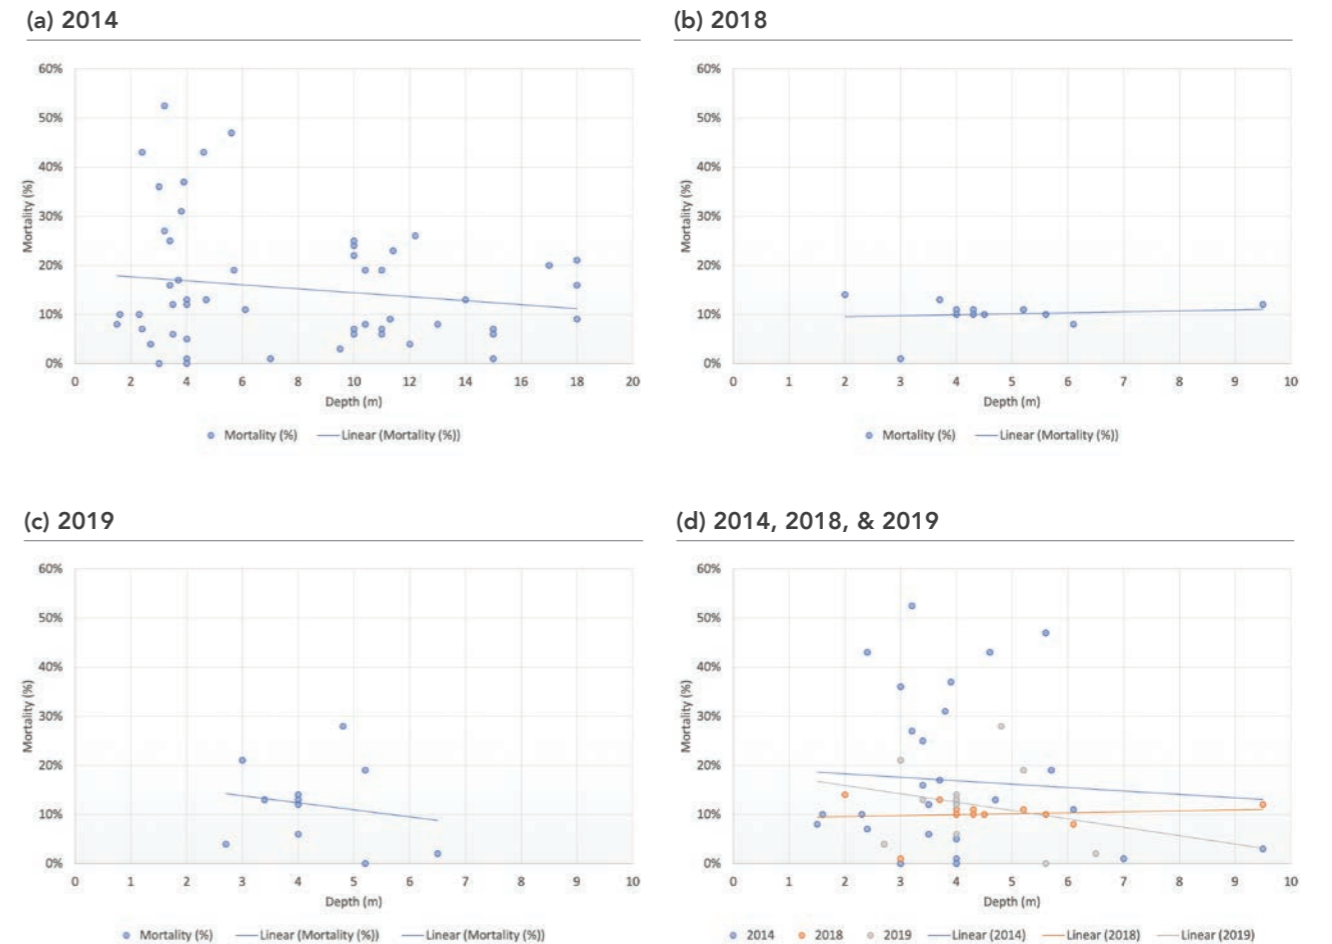 (a) 2014
60%
50%
40%
30%
20%
10%
0%
Mortality (%)
0 2 4 6 8 10 12 14 16 18 20
Depth (m)
Mortality (%) Linear (Mortality (%))
(b) 2018
60%
50%
40%
30%
20%
10%
0%
Mortality (%)
0 1 2 3 4 5 6 7 8 9 10
Depth (m)
Mortality (%) Linear (Mortality (%))
(c) 2019
60%
50%
40%
30%
20%
10%
0%
Mortality (%)
0 1 2 3 4 5 6 7 8 9 10
Depth (m)
Mortality (%) Linear (Mortality (%)) Linear (Mortality (%))
(d) 2014, 2018, & 2019
60%
50%
40%
30%
20%
10%
0%
Mortality (%)
0 1 2 3 4 5 6 7 8 9 10
Depth (m)
2014 2018 2019 Linear (2014) Linear (2018) Linear (2019)